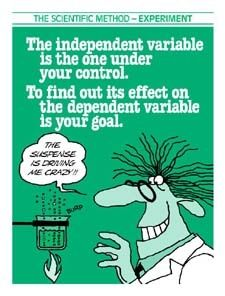 THE SCIENTIFIC METHOD – EXPERIMENT
The independent variable
is the one under
your control.
To find out its effect on
the dependent variable
is your goal.
THE
SUSPENSE
IS DRIVING
ME CRAZY!!
BURP